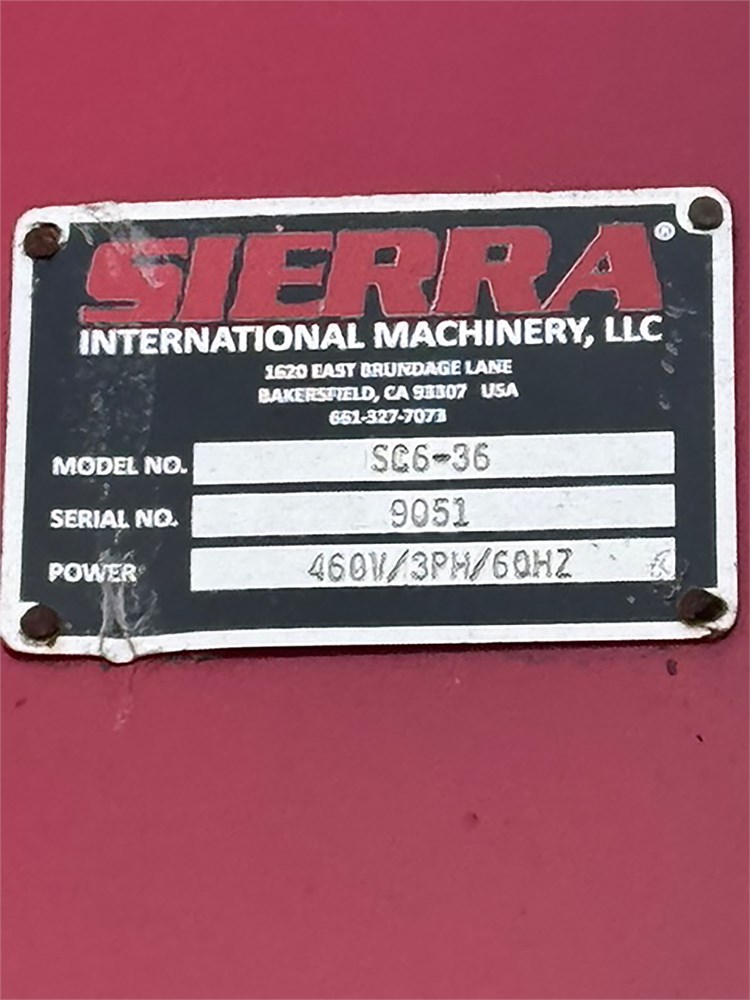 SIERRA®
INTERNATIONAL MACHINERY, LLC
1620 EAST BRUNDAGE LANE
BAKERSFIELD, CA 93307 USA
661-327-7073
MODEL NO. SC6-36
SERIAL NO. 9051
POWER 460V/3PH/60HZ